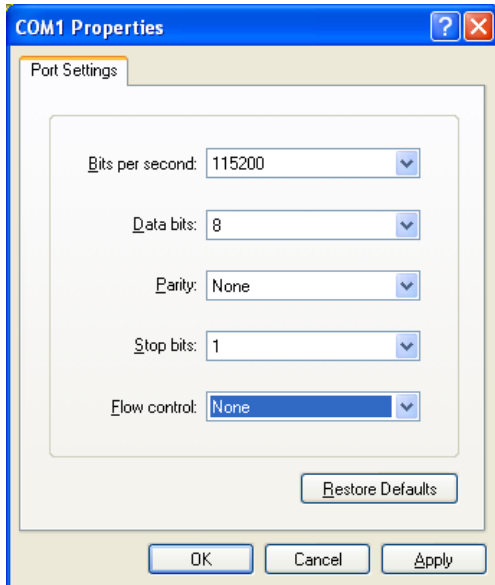 COM1 Properties
Port Settings
Bits per second: 115200
Data bits: 8
Parity: None
Stop bits: 1
Flow control: None
Restore Defaults
OK Cancel Apply